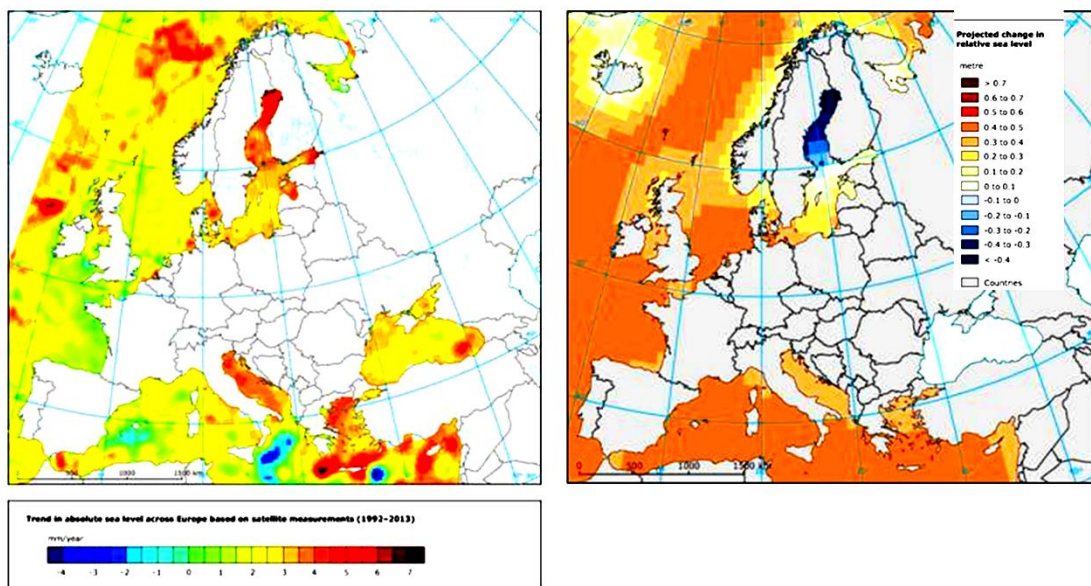 Projected change in
relative sea level
metre
> 0.7
0.6 to 0.7
0.5 to 0.6
0.4 to 0.5
0.3 to 0.4
0.2 to 0.3
0.1 to 0.2
0 to 0.1
-0.1 to 0
-0.2 to -0.1
-0.3 to -0.2
-0.4 to -0.3
< -0.4
Countries
0 500 1000 1500 km
0 500 1000 1500 km
Trend in absolute sea level across Europe based on satellite measurements (1992–2013)
mm/year
-4 -3 -2 -1 0 1 2 3 4 5 6 7